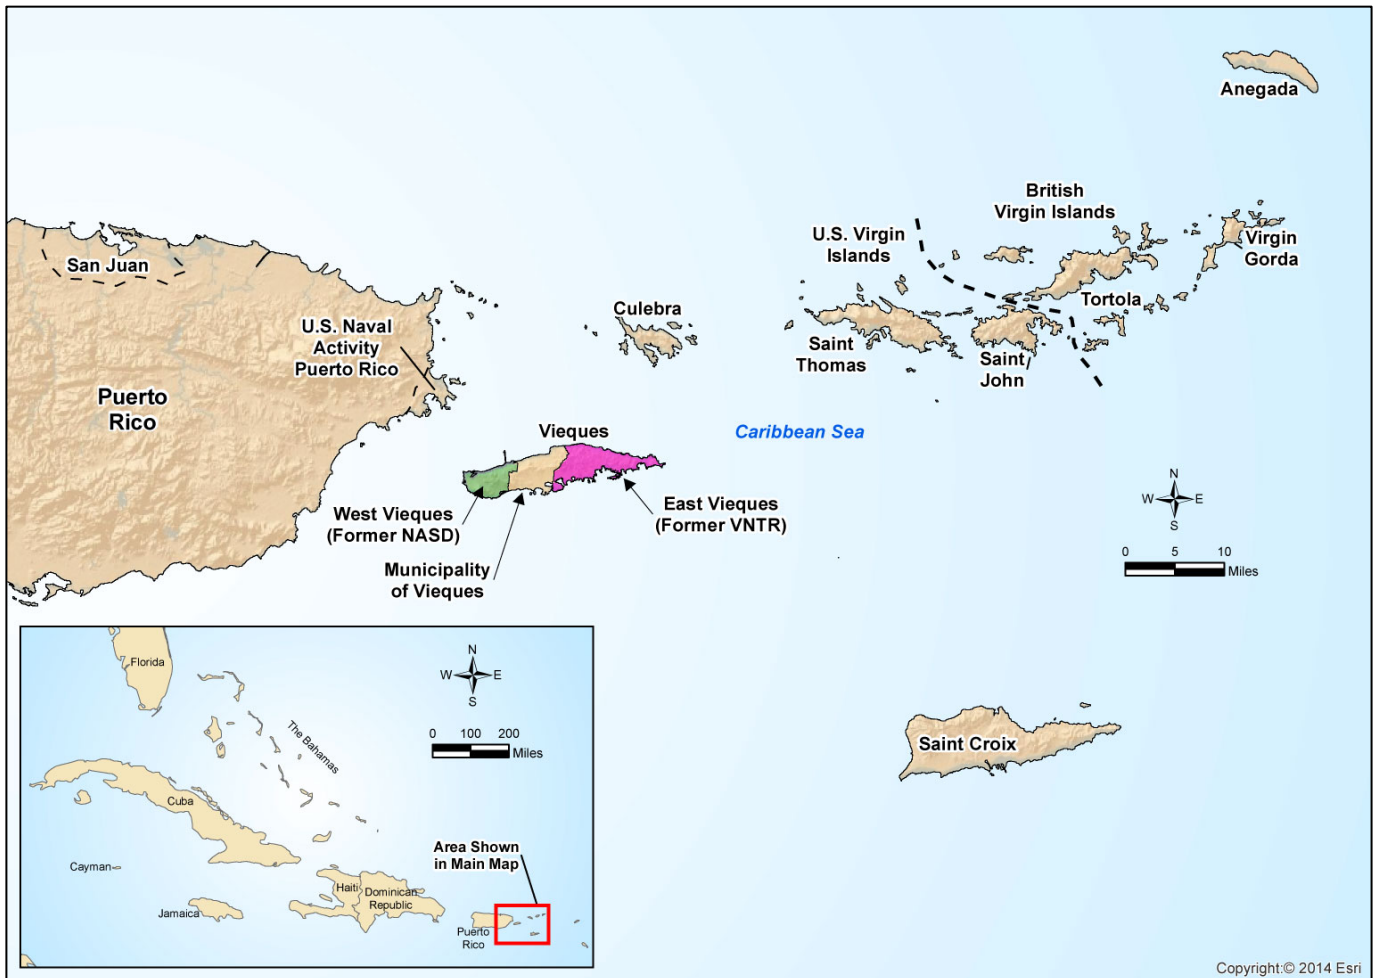 Anegada
British
Virgin Islands
U.S. Virgin
Islands
Virgin
Gorda
San Juan
Culebra
Tortola
U.S. Naval
Activity
Puerto Rico
Saint
Thomas
Saint
John
Puerto
Rico
Vieques
Caribbean Sea
West Vieques
(Former NASD)
East Vieques
(Former VNTR)
Municipality
of Vieques
N
W E
S
0 5 10
Miles
Saint Croix
Florida
N
W E
S
0 100 200
Miles
The Bahamas
Cuba
Cayman
Area Shown
in Main Map
Haiti
Dominican
Republic
Jamaica
Puerto
Rico
Copyright:© 2014 Esri